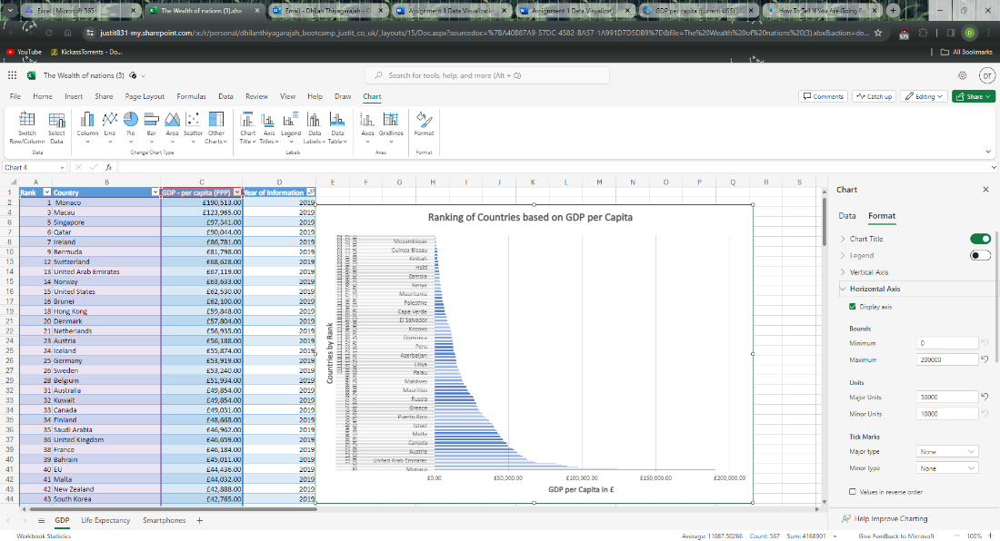 Excel | Microsoft 365
The Wealth of nations (3).xlsx
Email - Dhilan Thiyagarajah - O
Assignment 1 Data Visualizatio
Assignment 1 Data Visualizat
GDP per capita (current US$)
How To Tell If You Are Going B
justit831-my.sharepoint.com/:x:/r/personal/dhilanthiyagarajah_bootcamp_justit_co_uk/_layouts/15/Doc.aspx?sourcedoc=%7BA40B87A9-57DC-4582-BA57-1A991D7D5DB9%7D&file=The%20Wealth%20of%20nations%20(3).xlsx&action=de...
YouTube
KickassTorrents - Do...
All Bookmarks
The Wealth of nations (3)
Search for tools, help, and more (Alt + Q)
DT
File Home Insert Share Page Layout Formulas Data Review View Help Draw Chart
Comments Catch up Editing Share
Switch Row/Column
Select Data
Column Line Pie Bar Area Scatter Other Charts
Chart Title Axis Titles Legend Data Labels Data Table
Axes Gridlines Format
Data Change Chart Type Labels Axes Format
Chart 4
fx
A B C D E F G H I J K L M N O P Q R S
1 Rank Country GDP - per capita (PPP) Year of Information
2 1 Monaco £190,513.00 2019
4 3 Macau £123,965.00 2019
6 5 Singapore £97,341.00 2019
7 6 Qatar £90,044.00 2019
8 7 Ireland £86,781.00 2019
10 9 Bermuda £81,798.00 2019
13 12 Switzerland £68,628.00 2019
14 13 United Arab Emirates £67,119.00 2019
15 14 Norway £63,633.00 2019
16 15 United States £62,530.00 2019
17 16 Brunei £62,100.00 2019
19 18 Hong Kong £59,848.00 2019
21 20 Denmark £57,804.00 2019
22 21 Netherlands £56,935.00 2019
24 23 Austria £56,188.00 2019
25 24 Iceland £55,874.00 2019
26 25 Germany £53,919.00 2019
27 26 Sweden £53,240.00 2019
29 28 Belgium £51,934.00 2019
32 31 Australia £49,854.00 2019
33 32 Kuwait £49,854.00 2019
34 33 Canada £49,031.00 2019
35 34 Finland £48,668.00 2019
36 35 Saudi Arabia £46,962.00 2019
37 36 United Kingdom £46,659.00 2019
39 38 France £46,184.00 2019
40 39 Bahrain £45,011.00 2019
41 40 EU £44,436.00 2019
42 41 Malta £44,032.00 2019
43 42 New Zealand £42,888.00 2019
44 43 South Korea £42,765.00 2019
Ranking of Countries based on GDP per Capita
Countries by Rank
Mozambique
Guinea Bissau
Kiribati
Haiti
Zambia
Kenya
Mauritania
Palestine
Cape Verde
El Salvador
Kosovo
Dominica
Peru
Azerbaijan
Libya
Palau
Maldives
Mauritius
Russia
Greece
Puerto Rico
Israel
Malta
Canada
Austria
United Arab Emirates
Monaco
£0.00 £50,000.00 £100,000.00 £150,000.00 £200,000.00
GDP per Capita in £
Chart
Data Format
Chart Title
Legend
Vertical Axis
Horizontal Axis
Display axis
Bounds
Minimum 0
Maximum 200000
Units
Major Units 50000
Minor Units 10000
Tick Marks
Major type None
Minor type None
Values in reverse order
Help Improve Charting
GDP Life Expectancy Smartphones
Workbook Statistics
Average: 11087.50266 Count: 567 Sum: 4168901
Give Feedback to Microsoft
100%